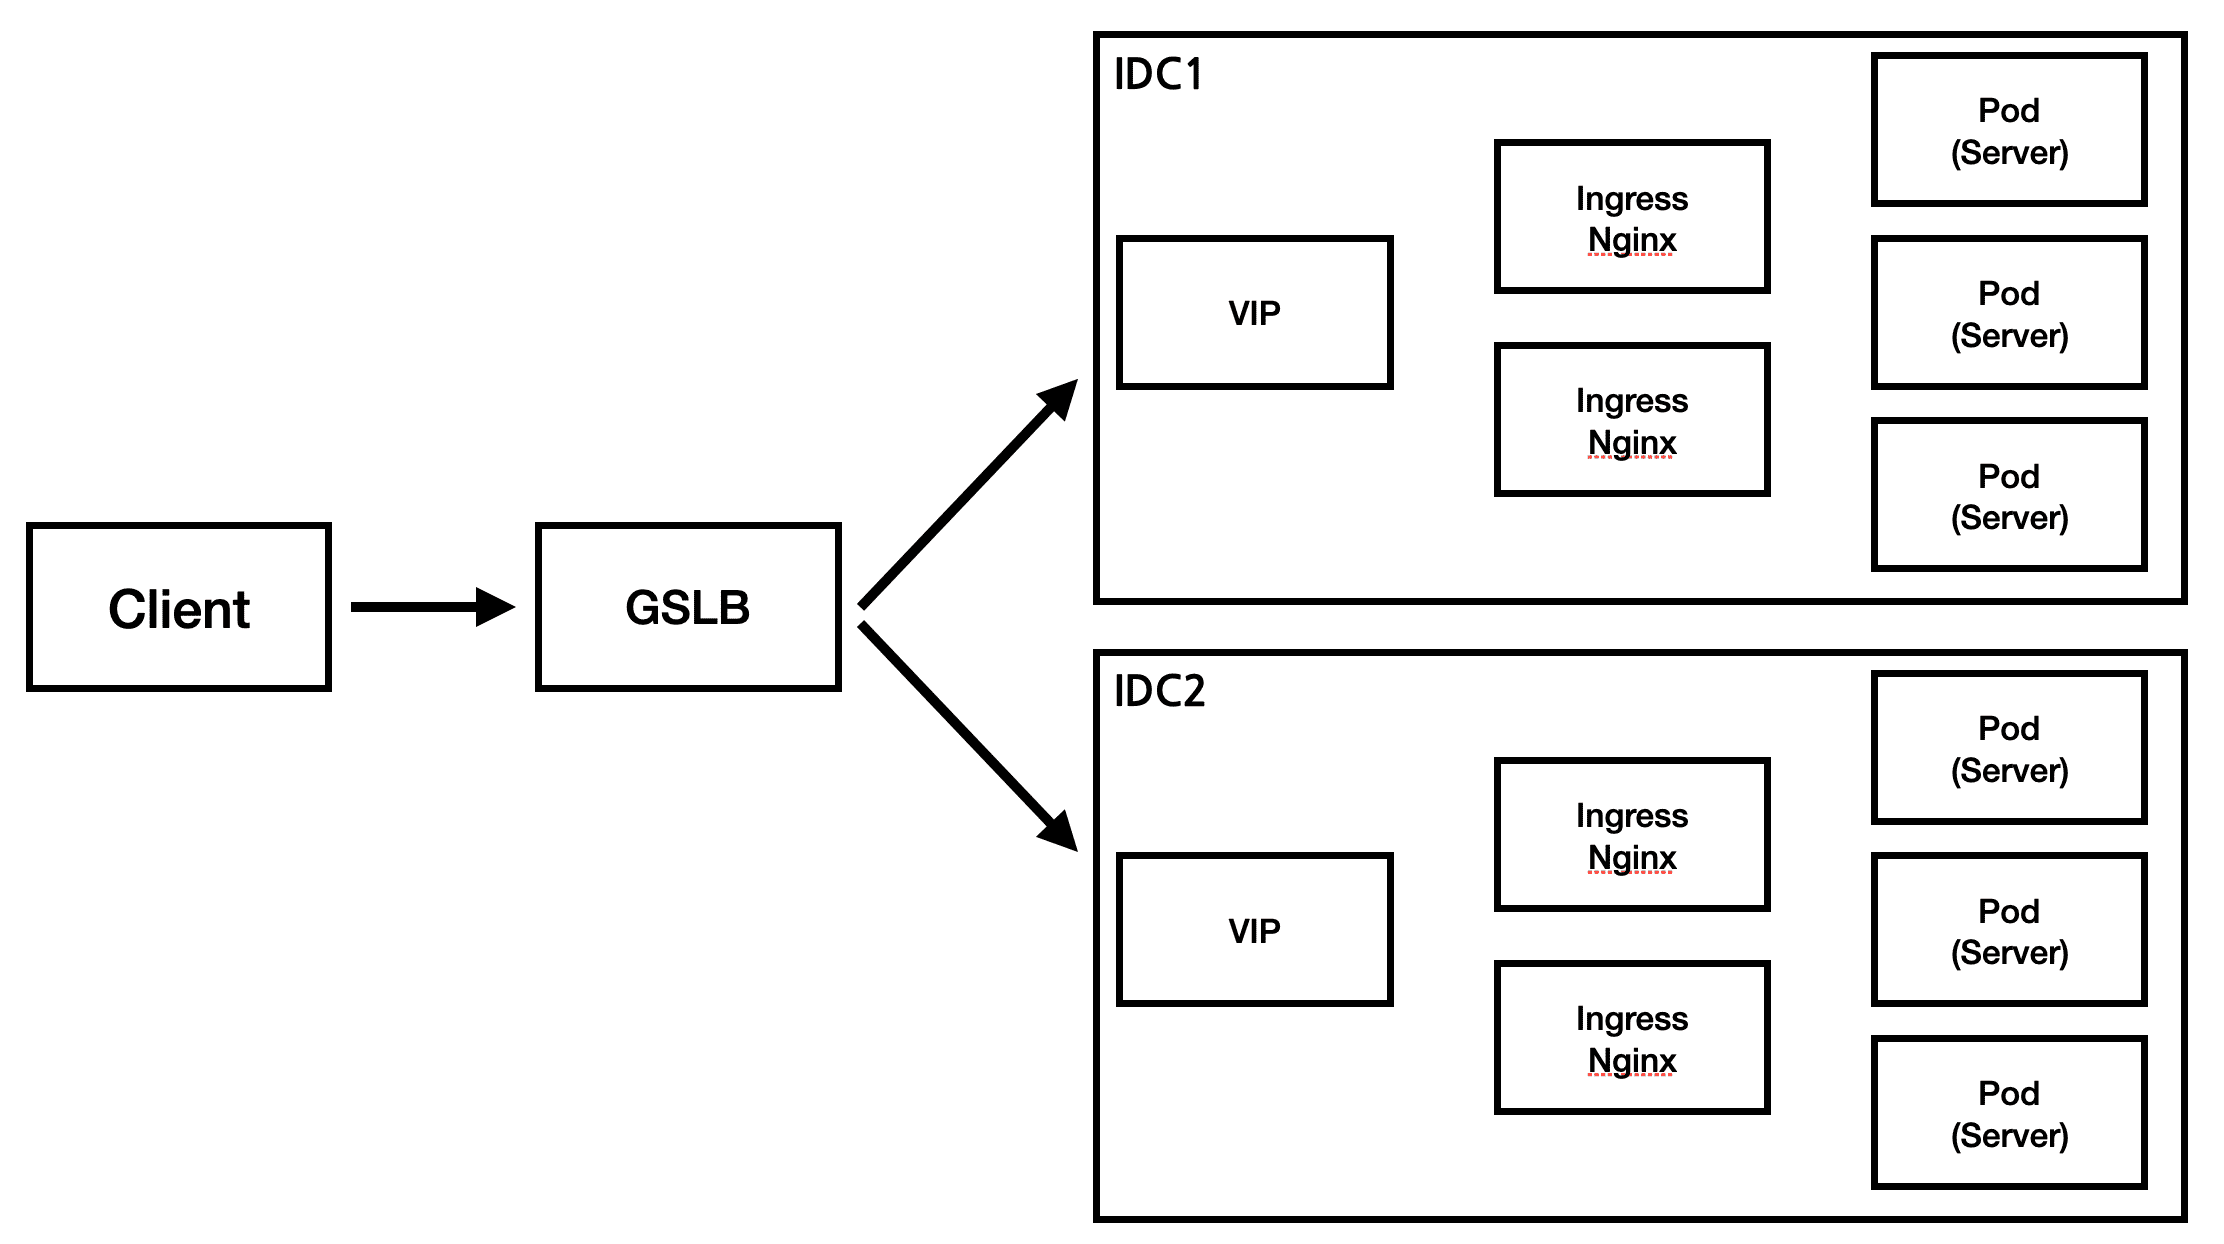 Client
GSLB
IDC1
VIP
Ingress
Nginx
Ingress
Nginx
Pod
(Server)
Pod
(Server)
Pod
(Server)
IDC2
VIP
Ingress
Nginx
Ingress
Nginx
Pod
(Server)
Pod
(Server)
Pod
(Server)